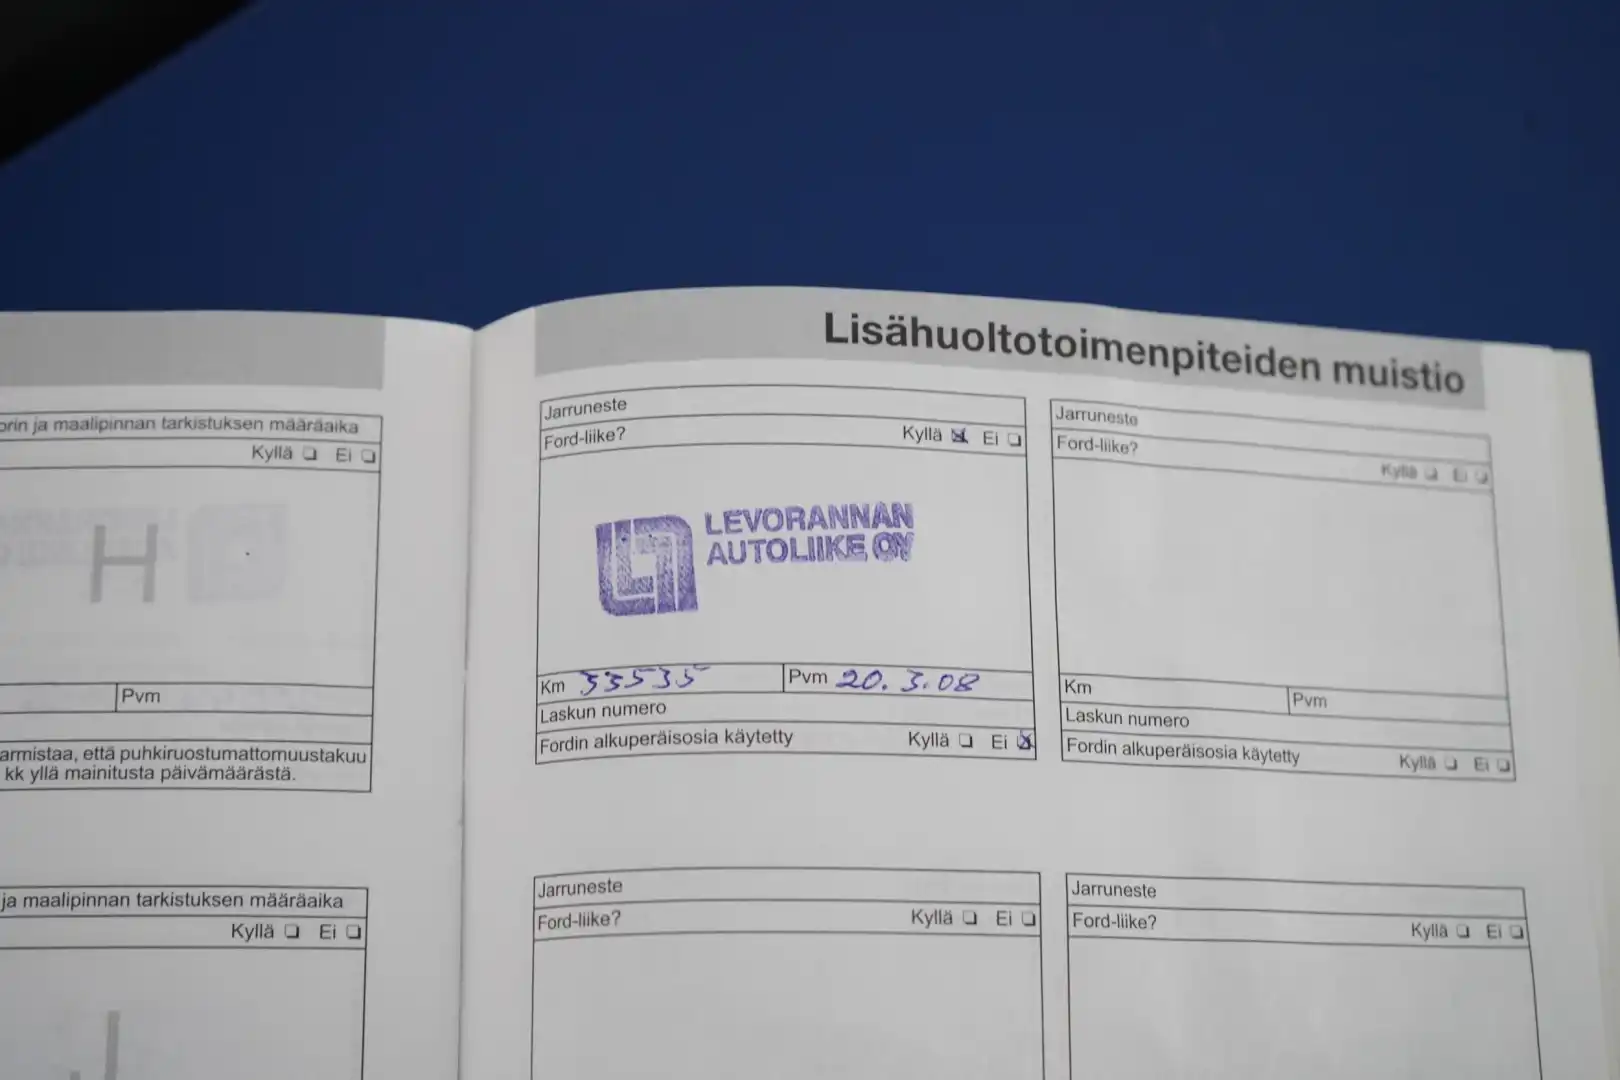 orin ja maalipinnan tarkistuksen määräaika
Kyllä ❑ Ei ❑
H
Pvm
armistaa, että puhkiruostumattomuustakuu
kk yllä mainitusta päivämäärästä.
ja maalipinnan tarkistuksen määräaika
Kyllä ❑ Ei ❑
J
Lisähuoltotoimenpiteiden muistio
Jarruneste
Ford-liike? Kyllä ☒ Ei ❑
LEVORANNAN
AUTOLIIKE OY
Km 33535 Pvm 20.3.08
Laskun numero
Fordin alkuperäisosia käytetty Kyllä ❑ Ei ☒
Jarruneste
Ford-liike?
Kyllä ❑ Ei ❑
Km Pvm
Laskun numero
Fordin alkuperäisosia käytetty Kyllä ❑ Ei ❑
Jarruneste
Ford-liike? Kyllä ❑ Ei ❑
Jarruneste
Ford-liike? Kyllä ❑ Ei ❑